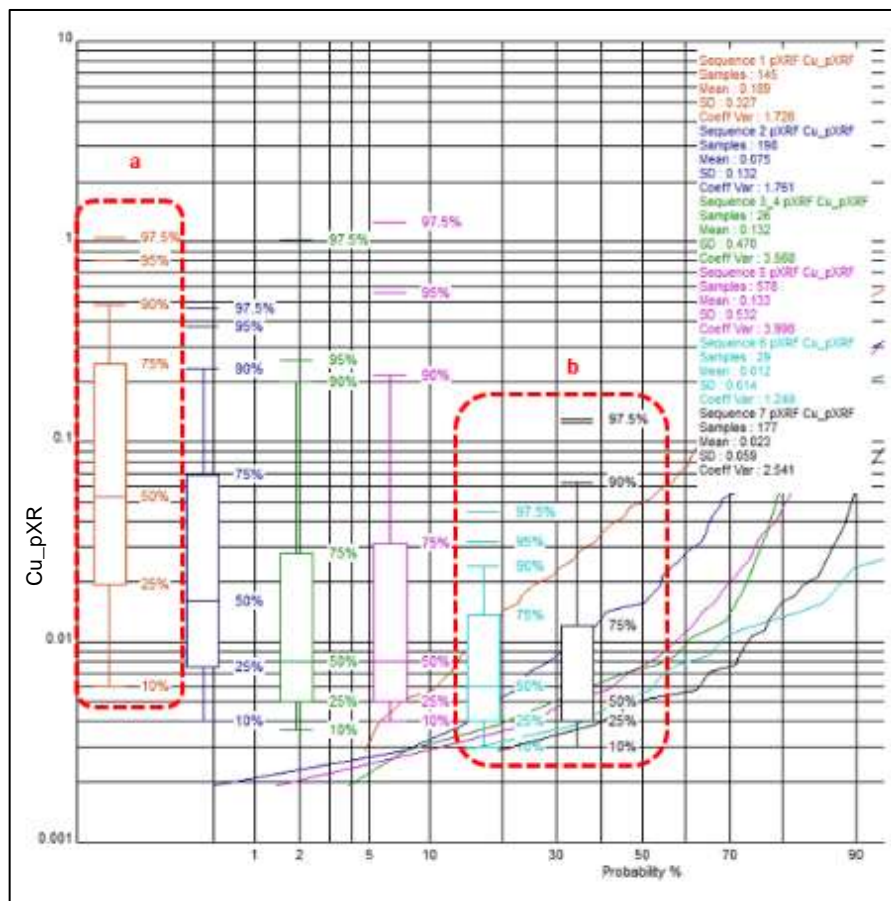 10
Sequence 1 pXRF Cu_pXRF
Samples : 145
Mean : 0.189
SD : 0.327
Coeff Var : 1.726
Sequence 2 pXRF Cu_pXRF
Samples : 198
Mean : 0.075
SD : 0.132
Coeff Var : 1.761
Sequence 3_4 pXRF Cu_pXRF
Samples : 26
Mean : 0.132
SD : 0.470
Coeff Var : 3.568
Sequence 5 pXRF Cu_pXRF
Samples : 578
Mean : 0.133
SD : 0.532
Coeff Var : 3.998
Sequence 6 pXRF Cu_pXRF
Samples : 29
Mean : 0.012
SD : 0.014
Coeff Var : 1.249
Sequence 7 pXRF Cu_pXRF
Samples : 177
Mean : 0.023
SD : 0.059
Coeff Var : 2.541
a
97.5%
95%
90%
75%
50%
25%
10%
97.5%
95%
90%
75%
50%
25%
10%
97.5%
95%
90%
75%
50%
25%
10%
97.5%
95%
90%
75%
50%
25%
10%
b
97.5%
95%
90%
75%
50%
25%
10%
97.5%
90%
75%
50%
25%
10%
1
0.1
0.01
0.001
Cu_pXR
1 2 5 10 30 50 70 90
Probability %